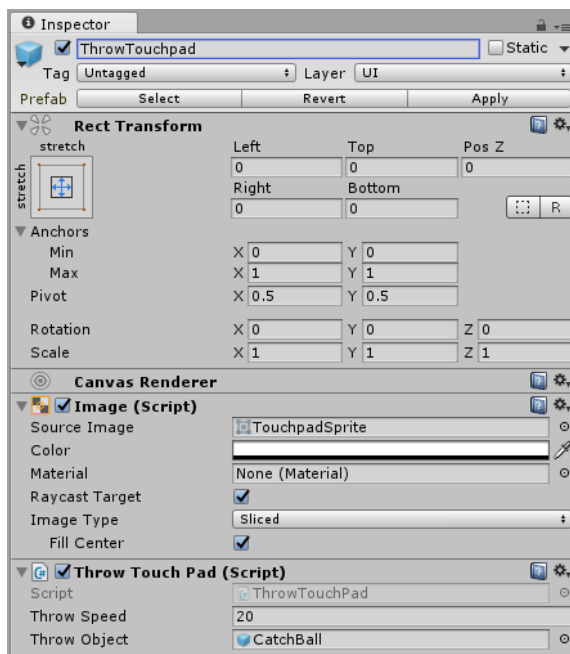 Inspector
ThrowTouchpad Static
Tag Untagged Layer UI
Prefab Select Revert Apply
Rect Transform
stretch Left Top Pos Z
stretch 0 0 0
Right Bottom
0 0 R
Anchors
Min X 0 Y 0
Max X 1 Y 1
Pivot X 0.5 Y 0.5
Rotation X 0 Y 0 Z 0
Scale X 1 Y 1 Z 1
Canvas Renderer
Image (Script)
Source Image TouchpadSprite
Color
Material None (Material)
Raycast Target
Image Type Sliced
Fill Center
Throw Touch Pad (Script)
Script ThrowTouchPad
Throw Speed 20
Throw Object CatchBall